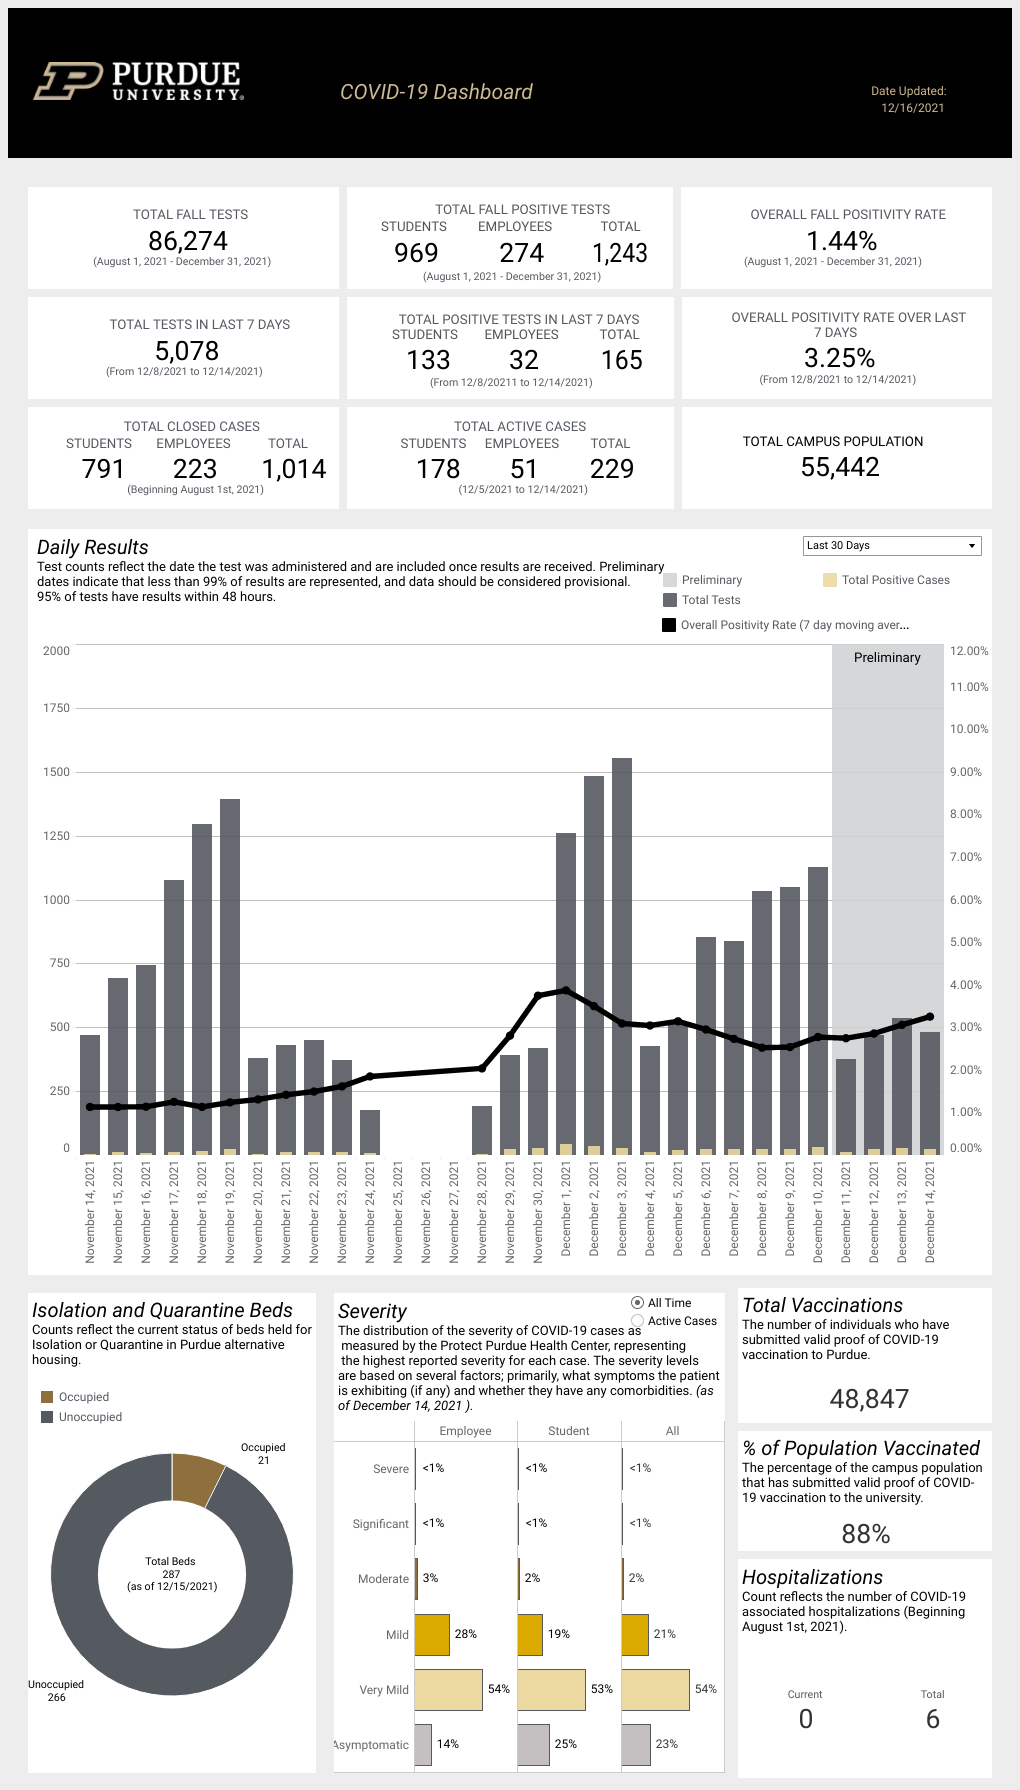 PURDUE
UNIVERSITY®
COVID-19 Dashboard
Date Updated:
12/16/2021
TOTAL FALL TESTS
86,274
(August 1, 2021 - December 31, 2021)
TOTAL FALL POSITIVE TESTS
STUDENTS EMPLOYEES TOTAL
969 274 1,243
(August 1, 2021 - December 31, 2021)
OVERALL FALL POSITIVITY RATE
1.44%
(August 1, 2021 - December 31, 2021)
TOTAL TESTS IN LAST 7 DAYS
5,078
(From 12/8/2021 to 12/14/2021)
TOTAL POSITIVE TESTS IN LAST 7 DAYS
STUDENTS EMPLOYEES TOTAL
133 32 165
(From 12/8/20211 to 12/14/2021)
OVERALL POSITIVITY RATE OVER LAST
7 DAYS
3.25%
(From 12/8/2021 to 12/14/2021)
TOTAL CLOSED CASES
STUDENTS EMPLOYEES TOTAL
791 223 1,014
(Beginning August 1st, 2021)
TOTAL ACTIVE CASES
STUDENTS EMPLOYEES TOTAL
178 51 229
(12/5/2021 to 12/14/2021)
TOTAL CAMPUS POPULATION
55,442
Daily Results
Test counts reflect the date the test was administered and are included once results are received. Preliminary
dates indicate that less than 99% of results are represented, and data should be considered provisional.
95% of tests have results within 48 hours.
Last 30 Days
Preliminary
Total Positive Cases
Total Tests
Overall Positivity Rate (7 day moving aver...
Preliminary
2000
1750
1500
1250
1000
750
500
250
0
12.00%
11.00%
10.00%
9.00%
8.00%
7.00%
6.00%
5.00%
4.00%
3.00%
2.00%
1.00%
0.00%
November 14, 2021
November 15, 2021
November 16, 2021
November 17, 2021
November 18, 2021
November 19, 2021
November 20, 2021
November 21, 2021
November 22, 2021
November 23, 2021
November 24, 2021
November 25, 2021
November 26, 2021
November 27, 2021
November 28, 2021
November 29, 2021
November 30, 2021
December 1, 2021
December 2, 2021
December 3, 2021
December 4, 2021
December 5, 2021
December 6, 2021
December 7, 2021
December 8, 2021
December 9, 2021
December 10, 2021
December 11, 2021
December 12, 2021
December 13, 2021
December 14, 2021
Isolation and Quarantine Beds
Counts reflect the current status of beds held for
Isolation or Quarantine in Purdue alternative
housing.
Occupied
Unoccupied
Occupied
21
Total Beds
287
(as of 12/15/2021)
Unoccupied
266
Severity
All Time
Active Cases
The distribution of the severity of COVID-19 cases as
measured by the Protect Purdue Health Center, representing
the highest reported severity for each case. The severity levels
are based on several factors; primarily, what symptoms the patient
is exhibiting (if any) and whether they have any comorbidities. (as
of December 14, 2021 ).
Employee Student All
Severe <1% <1% <1%
Significant <1% <1% <1%
Moderate 3% 2% 2%
Mild 28% 19% 21%
Very Mild 54% 53% 54%
Asymptomatic 14% 25% 23%
Total Vaccinations
The number of individuals who have
submitted valid proof of COVID-19
vaccination to Purdue.
48,847
% of Population Vaccinated
The percentage of the campus population
that has submitted valid proof of COVID-
19 vaccination to the university.
88%
Hospitalizations
Count reflects the number of COVID-19
associated hospitalizations (Beginning
August 1st, 2021).
Current Total
0 6